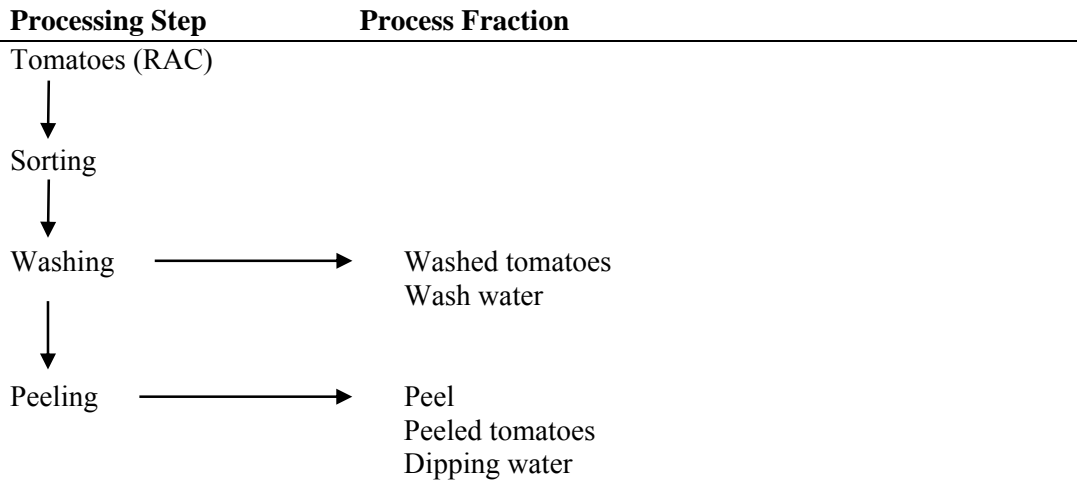 Processing Step Process Fraction
Tomatoes (RAC)
Sorting
Washing Washed tomatoes
Wash water
Peeling Peel
Peeled tomatoes
Dipping water